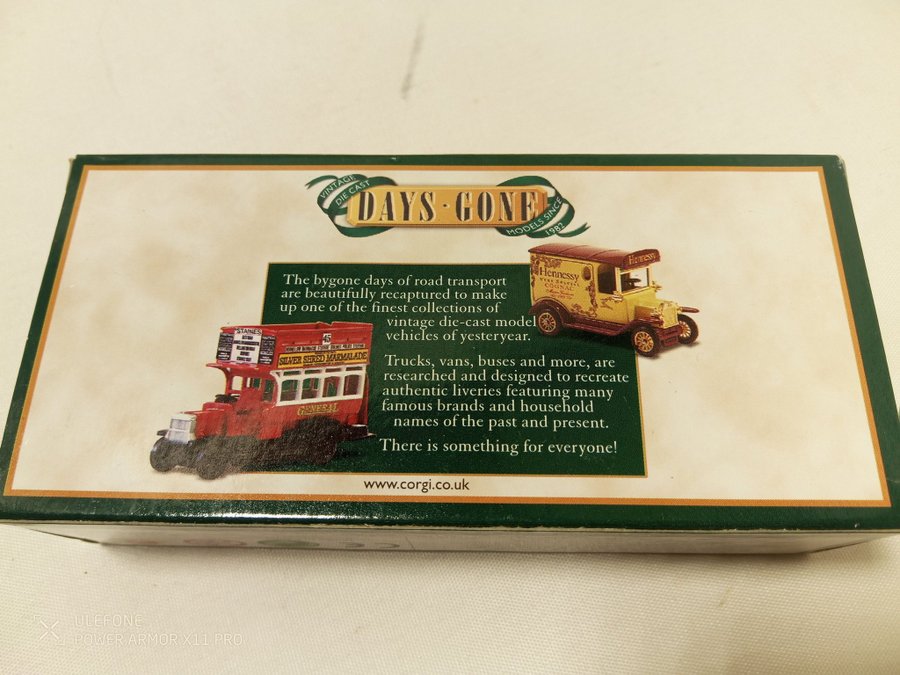 VINTAGE
DIE CAST
DAYS·GONE
MODELS SINCE
1982
The bygone days of road transport
are beautifully recaptured to make
up one of the finest collections of
vintage die-cast model
vehicles of yesteryear.
Trucks, vans, buses and more, are
researched and designed to recreate
authentic liveries featuring many
famous brands and household
names of the past and present.
There is something for everyone!
Hennessy
Hennessy
COGNAC
STAINES
SILVER SHRED MARMALADE
GENERAL
www.corgi.co.uk
ULEFONE
POWER ARMOR X11 PRO